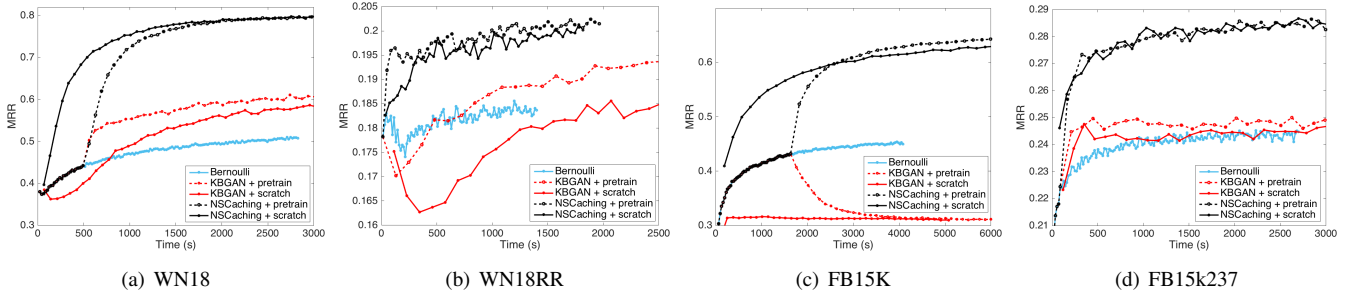 MRR
0.8
0.7
0.6
0.5
0.4
0.3
0 500 1000 1500 2000 2500 3000
Time (s)
Bernoulli
KBGAN + pretrain
KBGAN + scratch
NSCaching + pretrain
NSCaching + scratch
(a) WN18
MRR
0.2
0.195
0.19
0.185
0.18
0.175
0.17
0.165
0.16
0 500 1000 1500 2000 2500
Time (s)
Bernoulli
KBGAN + pretrain
KBGAN + scratch
NSCaching + pretrain
NSCaching + scratch
(b) WN18RR
MRR
0.6
0.5
0.4
0.3
0 1000 2000 3000 4000 5000 6000
Time (s)
Bernoulli
KBGAN + pretrain
KBGAN + scratch
NSCaching + pretrain
NSCaching + scratch
(c) FB15K
MRR
0.29
0.28
0.27
0.26
0.25
0.24
0.23
0.22
0.21
0 500 1000 1500 2000 2500 3000
Time (s)
Bernoulli
KBGAN + pretrain
KBGAN + scratch
NSCaching + pretrain
NSCaching + scratch
(d) FB15k237